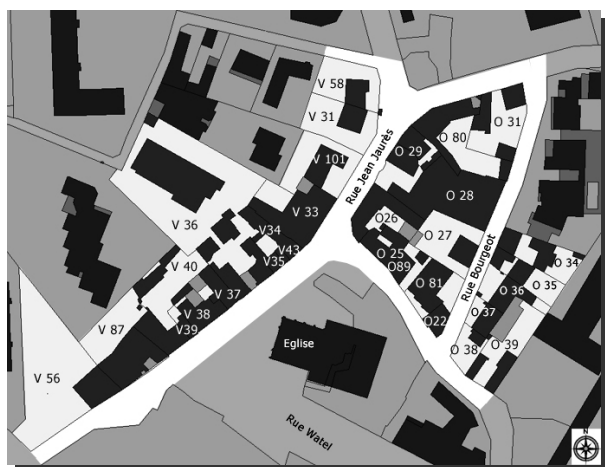 V 58
V 31
O 31
O 80
Rue Jean Jaurès
O 29
V 101
O 28
V 33
O26
V 36
V34
O 27
V43
V35
O 25
O89
Rue Bourgeot
O 34
V 40
O 81
O 35
O 36
V 37
O 37
V 38
V39
O22
V 87
Eglise
O 38
O 39
V 56
Rue Watel
N